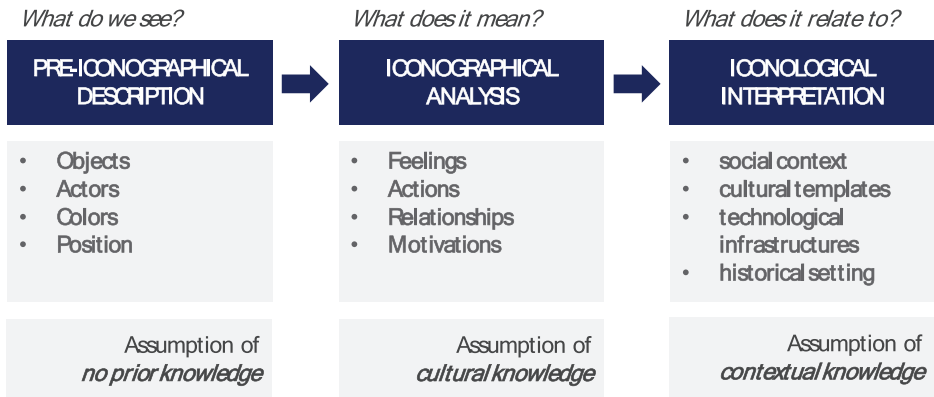 What do we see?
PRE-ICONOGRAPHICAL
DESCRIPTION
• Objects
• Actors
• Colors
• Position
Assumption of
no prior knowledge
What does it mean?
ICONOGRAPHICAL
ANALYSIS
• Feelings
• Actions
• Relationships
• Motivations
Assumption of
cultural knowledge
What does it relate to?
ICONOLOGICAL
INTERPRETATION
• social context
• cultural templates
• technological
infrastructures
• historical setting
Assumption of
contextual knowledge